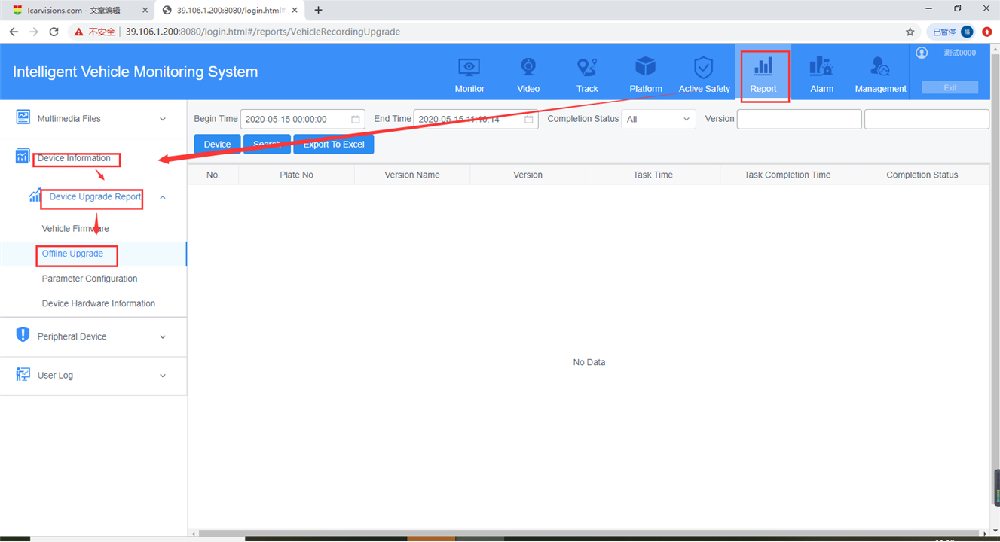 Icarvisions.com - 文章编辑
39.106.1.200:8080/login.html#
不安全
39.106.1.200:8080/login.html#/reports/VehicleRecordingUpgrade
已暂停
Intelligent Vehicle Monitoring System
Monitor
Video
Track
Platform
Active Safety
Report
Alarm
Management
测试0000
Exit
Multimedia Files
Begin Time
2020-05-15 00:00:00
End Time
2020-05-15 11:10:14
Completion Status
All
Version
Device
Search
Export To Excel
Device Information
No.
Plate No
Version Name
Version
Task Time
Task Completion Time
Completion Status
Device Upgrade Report
Vehicle Firmware
Offline Upgrade
Parameter Configuration
Device Hardware Information
Peripheral Device
No Data
User Log